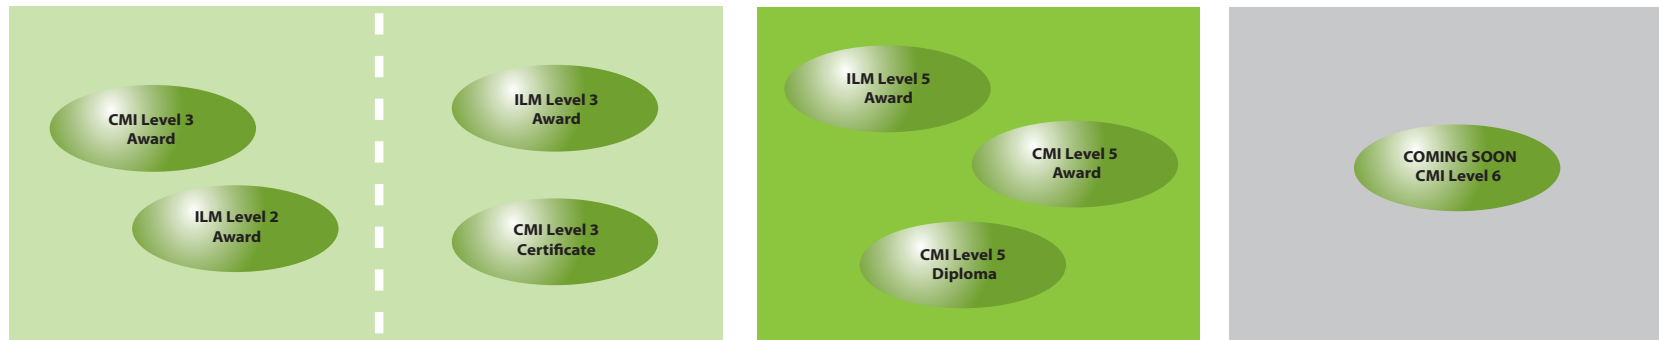 CMI Level 3
Award
ILM Level 2
Award
ILM Level 3
Award
CMI Level 3
Certificate
ILM Level 5
Award
CMI Level 5
Award
CMI Level 5
Diploma
COMING SOON
CMI Level 6